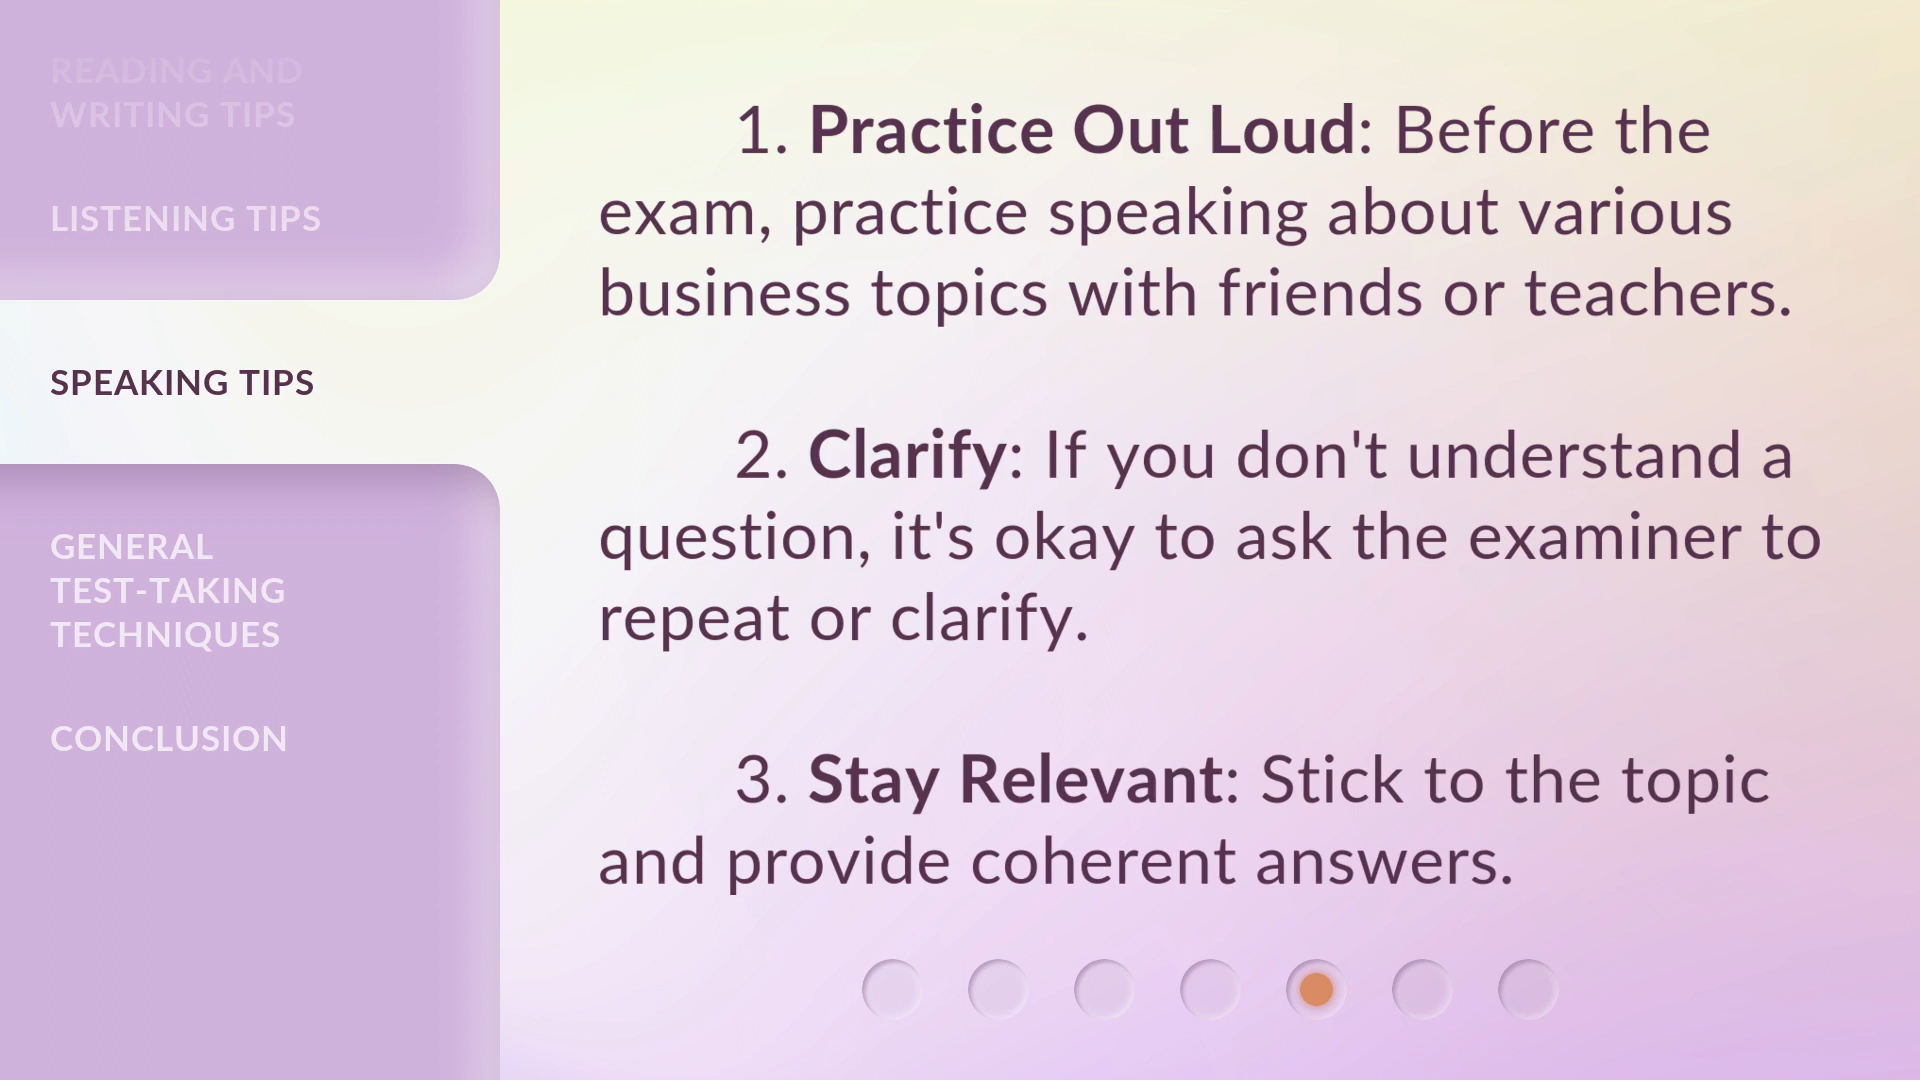 READING AND
WRITING TIPS
LISTENING TIPS
SPEAKING TIPS
GENERAL
TEST-TAKING
TECHNIQUES
CONCLUSION
1. Practice Out Loud: Before the
exam, practice speaking about various
business topics with friends or teachers.
2. Clarify: If you don't understand a
question, it's okay to ask the examiner to
repeat or clarify.
3. Stay Relevant: Stick to the topic
and provide coherent answers.